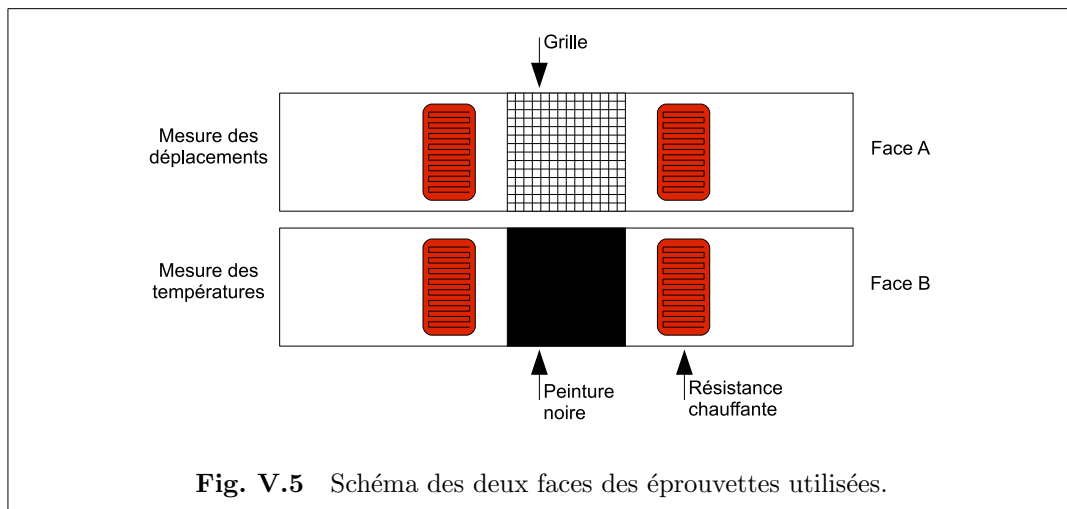 Grille
Mesure des
déplacements
Face A
Mesure des
températures
Face B
Peinture
noire
Résistance
chauffante
Fig. V.5 Schéma des deux faces des éprouvettes utilisées.